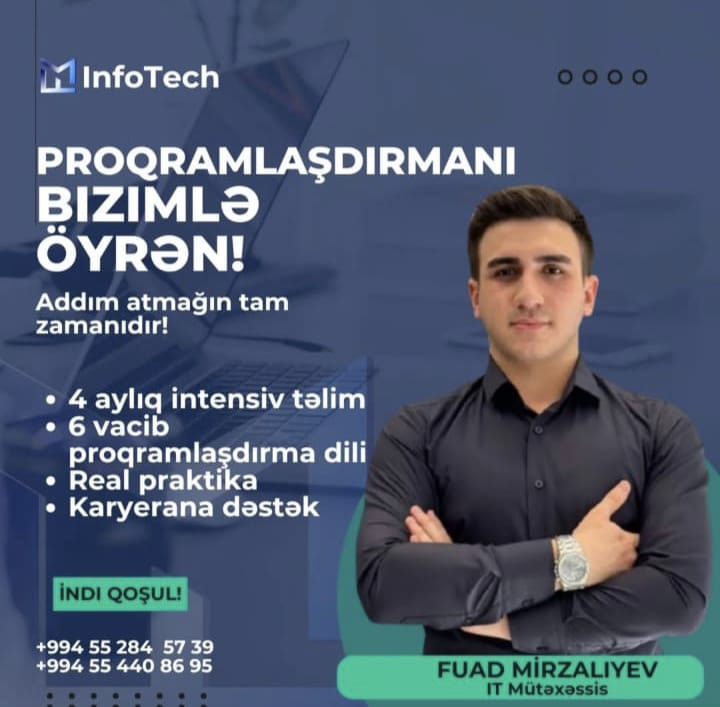 InfoTech
PROQRAMLAŞDIRMANI
BIZIMLƏ
ÖYRƏN!
Addım atmağın tam
zamanıdır!
• 4 aylıq intensiv təlim
• 6 vacib
proqramlaşdırma dili
• Real praktika
• Karyerana dəstək
İNDI QOŞUL!
+994 55 284 57 39
+994 55 440 86 95
FUAD MİRZALIYEV
IT Mütəxəssis